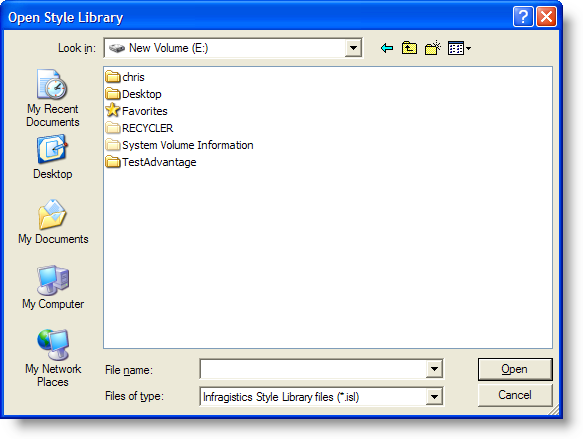 Open Style Library
Look in: New Volume (E:)
My Recent
Documents
Desktop
My Documents
My Computer
My Network
Places
chris
Desktop
Favorites
RECYCLER
System Volume Information
TestAdvantage
File name:
Open
Files of type: Infragistics Style Library files (*.isl)
Cancel